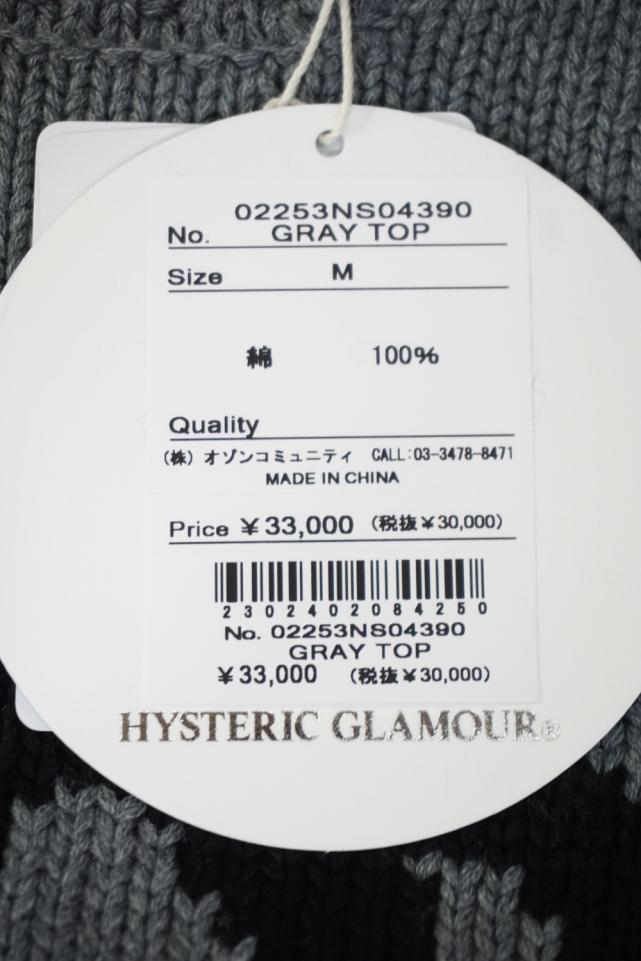 02253NS04390
No. GRAY TOP
Size M
綿 100%
Quality
(株) オゾンコミュニティ CALL:03-3478-8471
MADE IN CHINA
Price ¥33,000 (税抜¥30,000)
2302402084250
No. 02253NS04390
GRAY TOP
¥33,000 (税抜¥30,000)
HYSTERIC GLAMOUR®